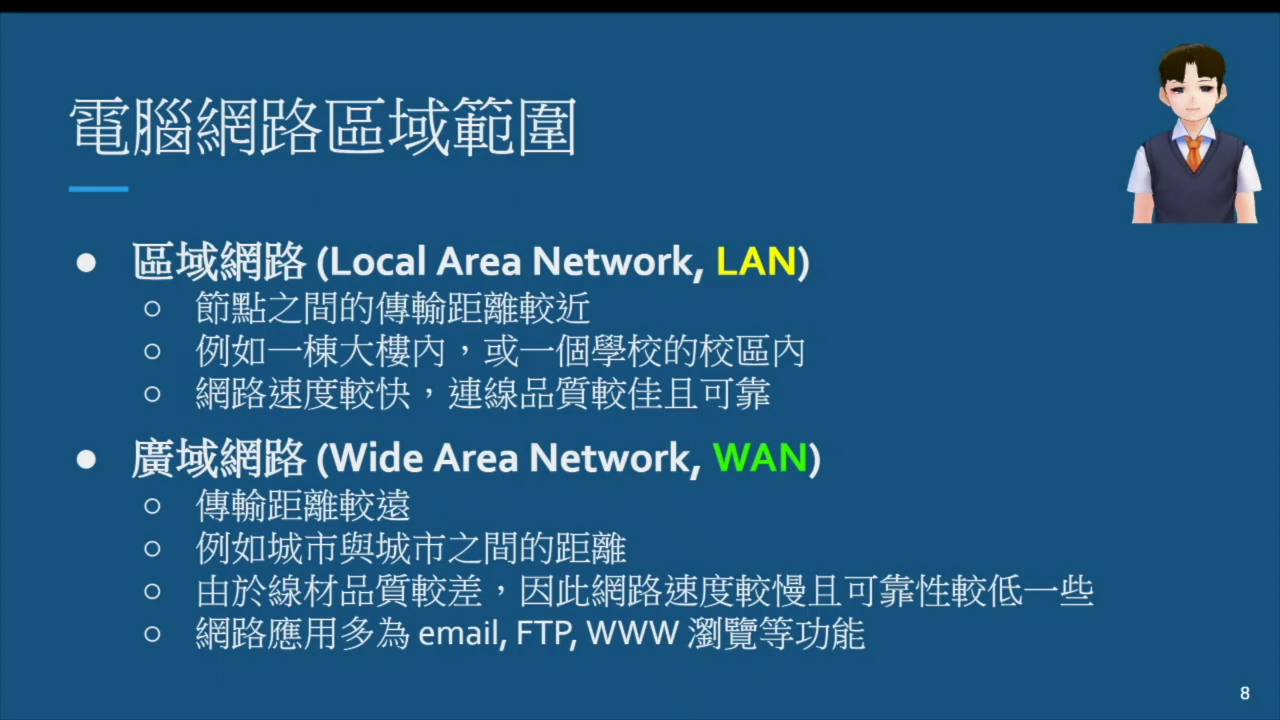 電腦網路區域範圍
● 區域網路 (Local Area Network, LAN)
○ 節點之間的傳輸距離較近
○ 例如一棟大樓內，或一個學校的校區內
○ 網路速度較快，連線品質較佳且可靠
● 廣域網路 (Wide Area Network, WAN)
○ 傳輸距離較遠
○ 例如城市與城市之間的距離
○ 由於線材品質較差，因此網路速度較慢且可靠性較低一些
○ 網路應用多為 email, FTP, WWW 瀏覽等功能
8